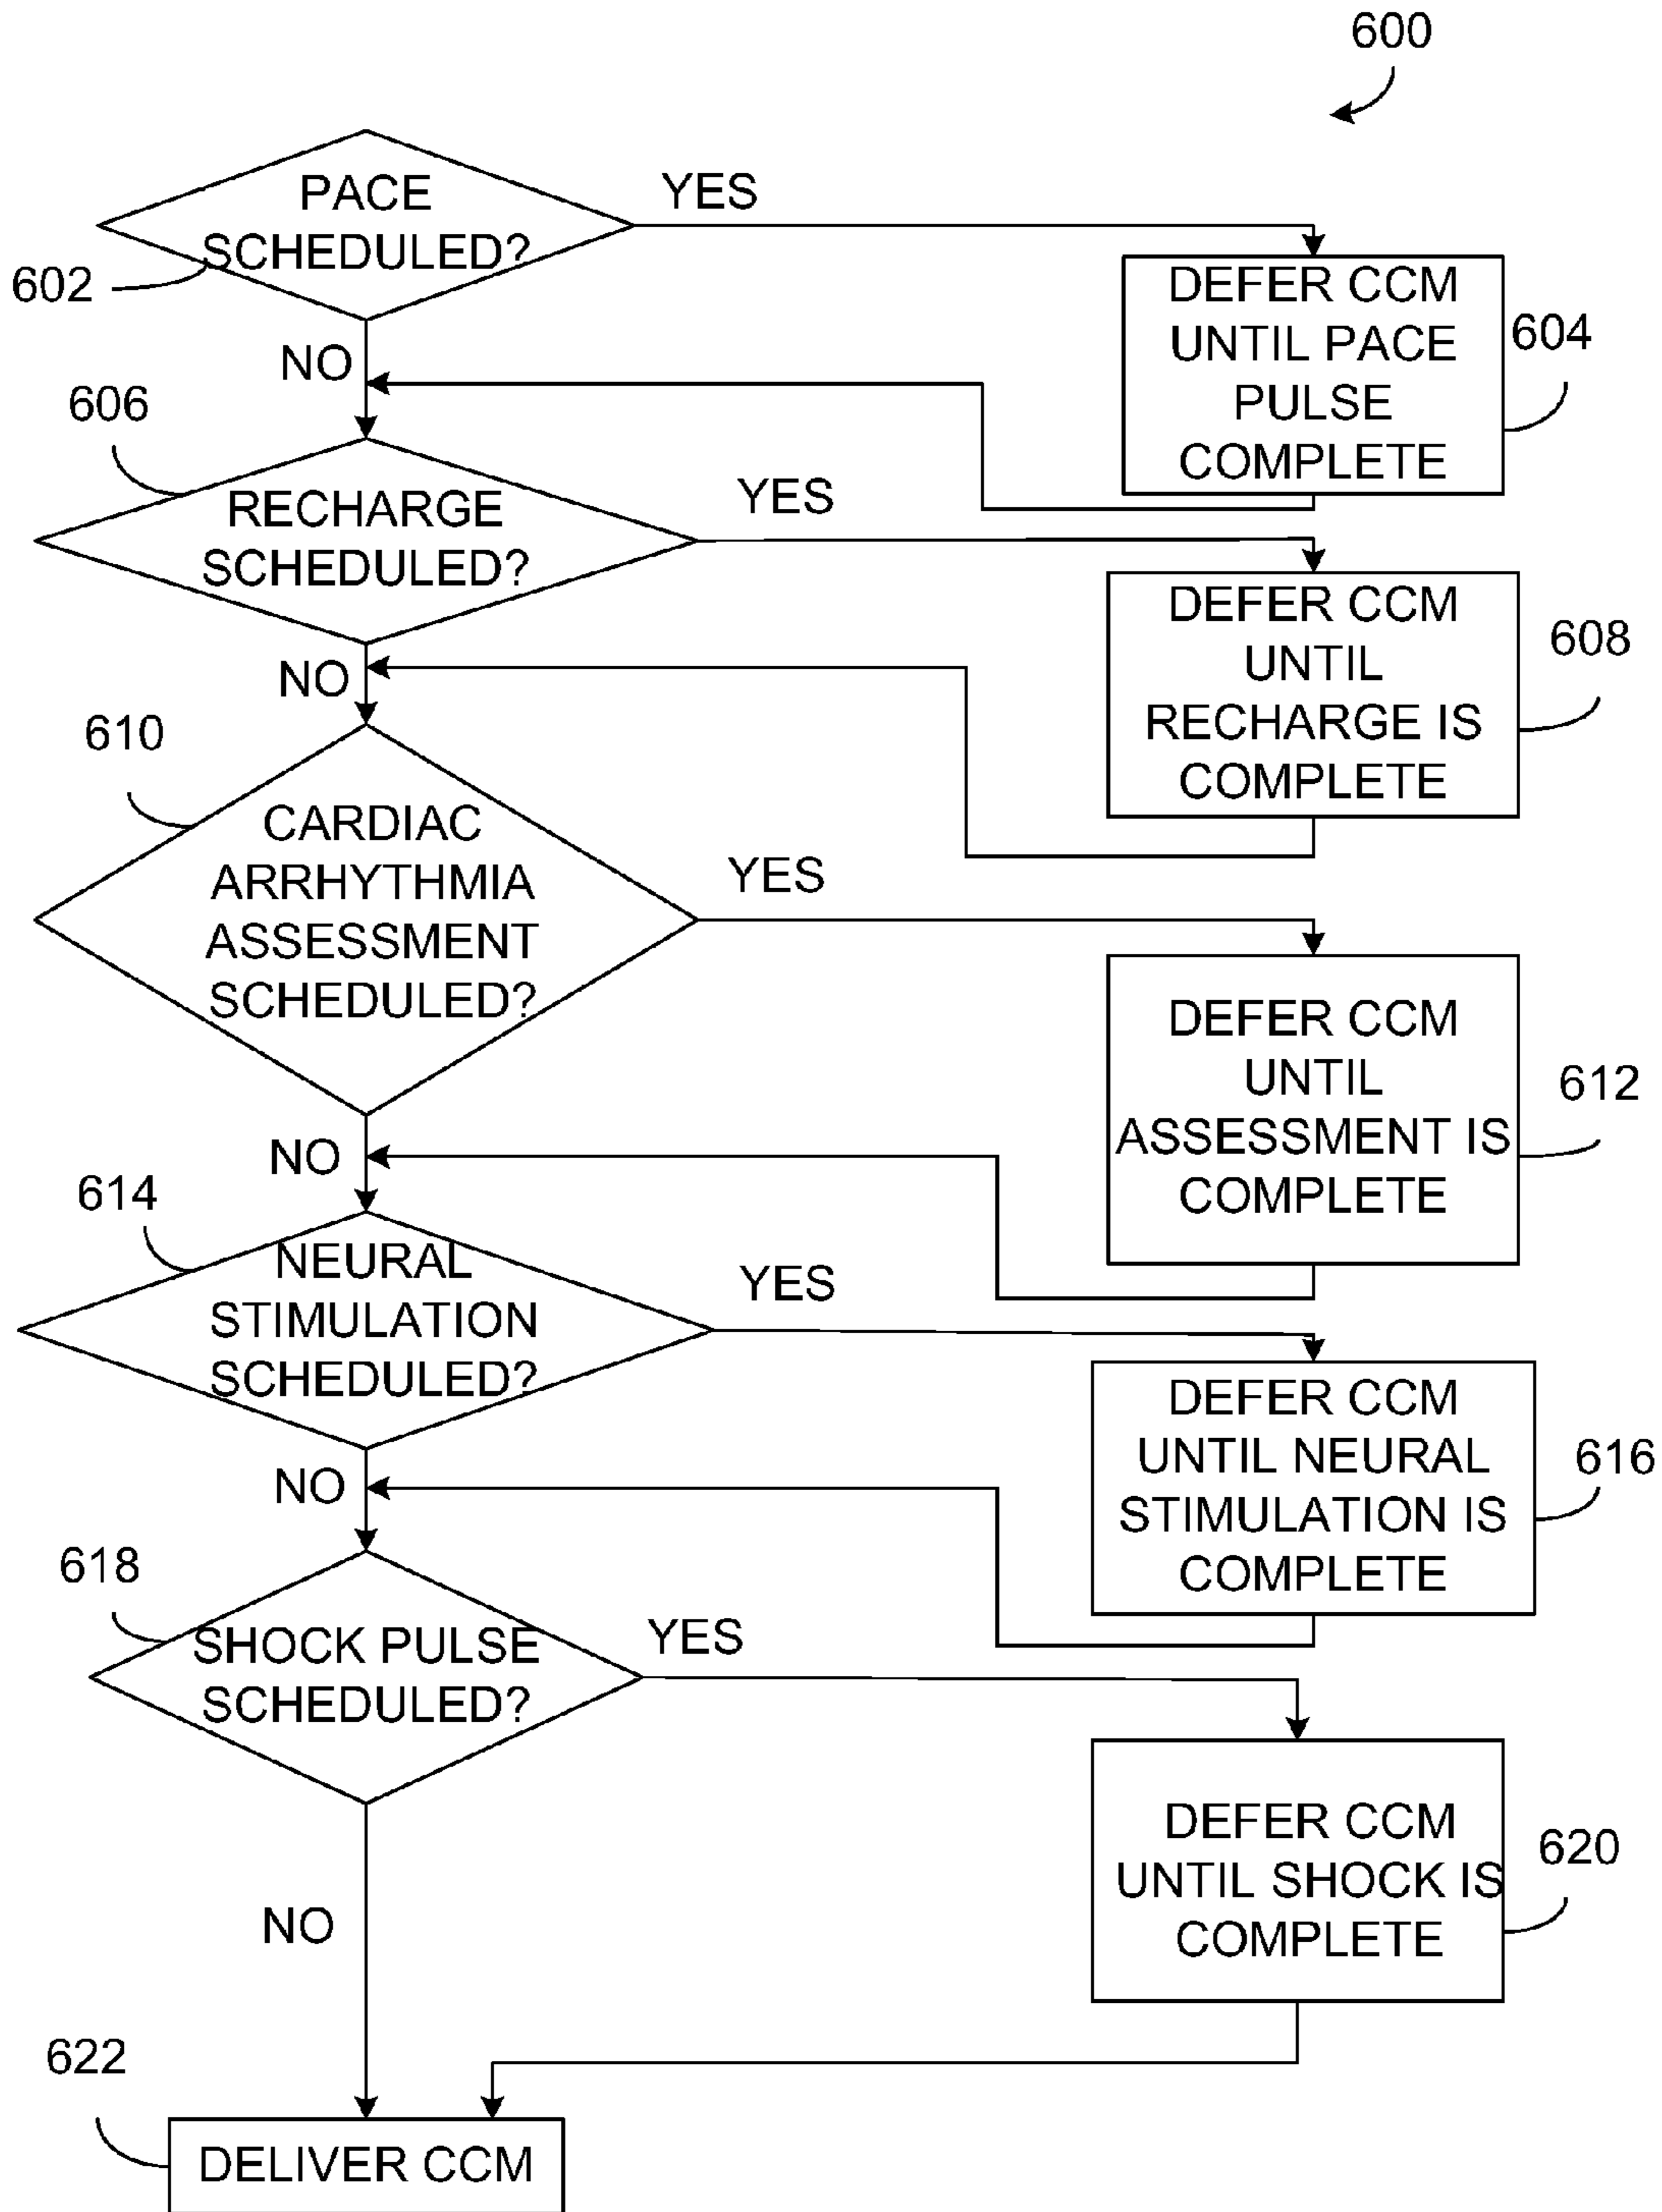 600
PACE
SCHEDULED?
602
YES
DEFER CCM
UNTIL PACE
PULSE
COMPLETE
604
NO
606
RECHARGE
SCHEDULED?
YES
DEFER CCM
UNTIL
RECHARGE IS
COMPLETE
608
NO
610
CARDIAC
ARRHYTHMIA
ASSESSMENT
SCHEDULED?
YES
DEFER CCM
UNTIL
ASSESSMENT IS
COMPLETE
612
NO
614
NEURAL
STIMULATION
SCHEDULED?
YES
DEFER CCM
UNTIL NEURAL
STIMULATION IS
COMPLETE
616
NO
618
SHOCK PULSE
SCHEDULED?
YES
DEFER CCM
UNTIL SHOCK IS
COMPLETE
620
NO
622
DELIVER CCM